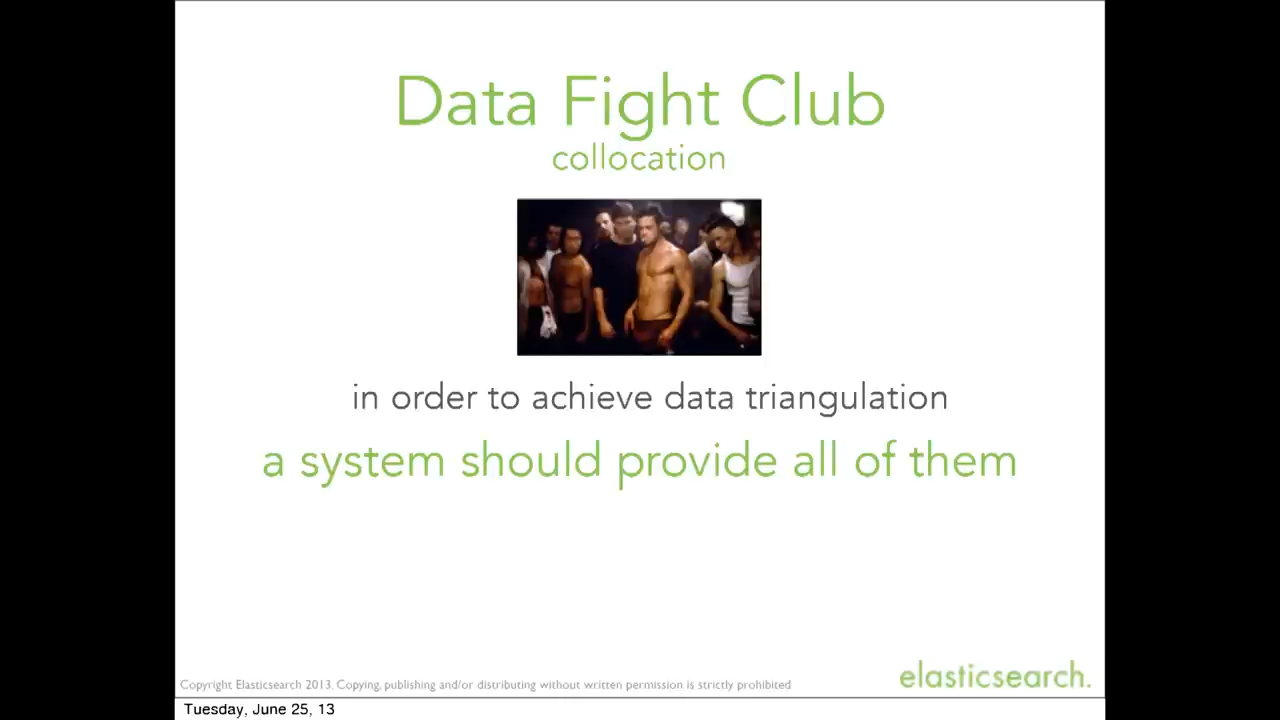 Data Fight Club
collocation
in order to achieve data triangulation
a system should provide all of them
elasticsearch.
Copyright Elasticsearch 2013. Copying, publishing and/or distributing without written permission is strictly prohibited
Tuesday, June 25, 13